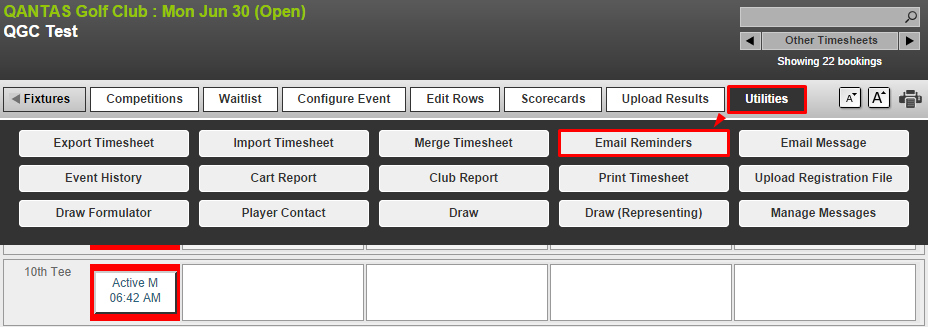 QANTAS Golf Club : Mon Jun 30 (Open)
QGC Test
Other Timesheets
Showing 22 bookings
Fixtures Competitions Waitlist Configure Event Edit Rows Scorecards Upload Results Utilities A A
Export Timesheet Import Timesheet Merge Timesheet Email Reminders Email Message
Event History Cart Report Club Report Print Timesheet Upload Registration File
Draw Formulator Player Contact Draw Draw (Representing) Manage Messages
10th Tee
Active M
06:42 AM